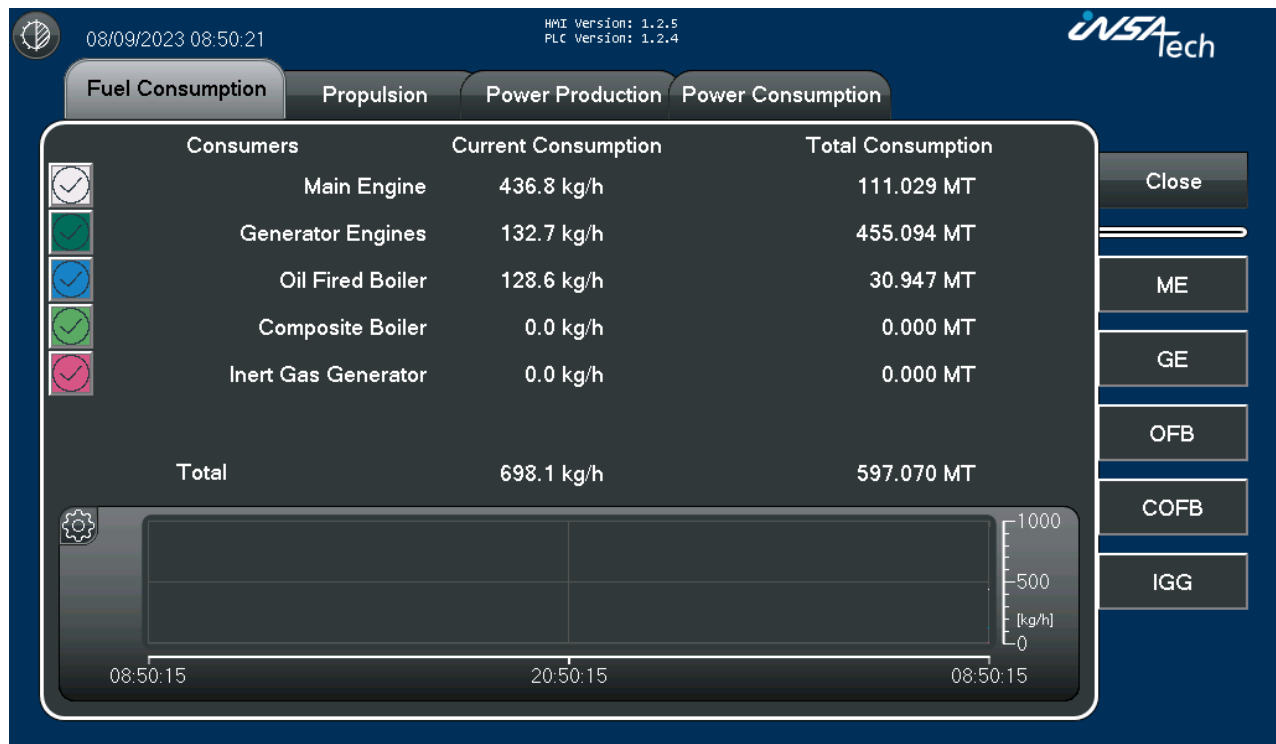 08/09/2023 08:50:21
HMI Version: 1.2.5
PLC Version: 1.2.4
iNSATech
Fuel Consumption Propulsion Power Production Power Consumption
Consumers Current Consumption Total Consumption
Main Engine 436.8 kg/h 111.029 MT
Generator Engines 132.7 kg/h 455.094 MT
Oil Fired Boiler 128.6 kg/h 30.947 MT
Composite Boiler 0.0 kg/h 0.000 MT
Inert Gas Generator 0.0 kg/h 0.000 MT
Total 698.1 kg/h 597.070 MT
1000
500
[kg/h]
0
08:50:15 20:50:15 08:50:15
Close
ME
GE
OFB
COFB
IGG